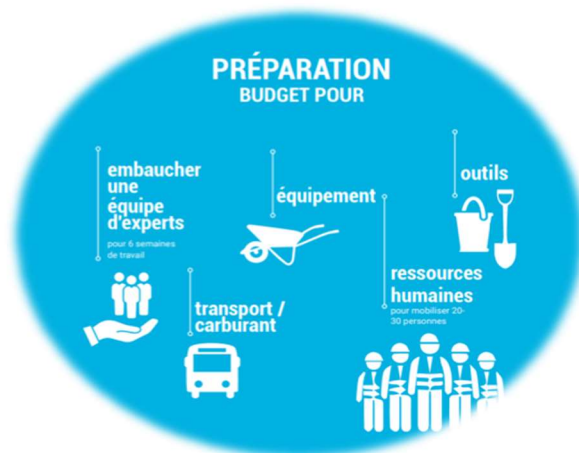 PRÉPARATION
BUDGET POUR
embaucher
une
équipe
d'experts
pour 6 semaines
de travail
équipement
outils
transport /
carburant
ressources
humaines
pour mobiliser 20-
30 personnes